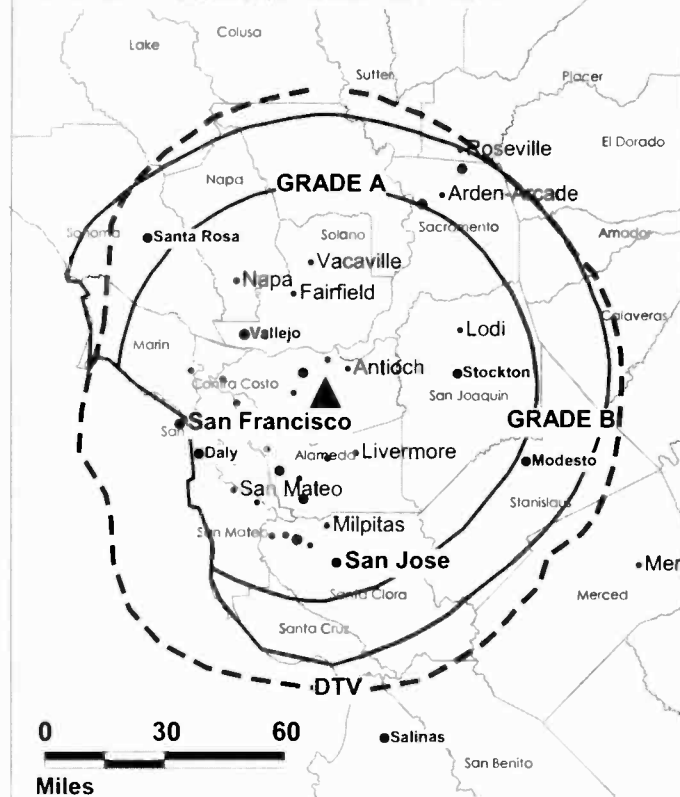 Colusa
Lake
Sutter
Placer
El Dorado
Roseville
Napa
GRADE A
Arden-Arcade
Sonoma
Santa Rosa
Solano
Sacramento
Amador
Vacaville
Napa
Fairfield
Calaveras
Vallejo
Lodi
Marin
Antioch
Contra Costa
Stockton
San Joaquin
San Francisco
GRADE B
San
Daly
Alameda
Livermore
Modesto
San Mateo
Stanislaus
Milpitas
San Mateo
San Jose
Mer
Santa Clara
Merced
Santa Cruz
DTV
0 30 60
Salinas
San Benito
Miles